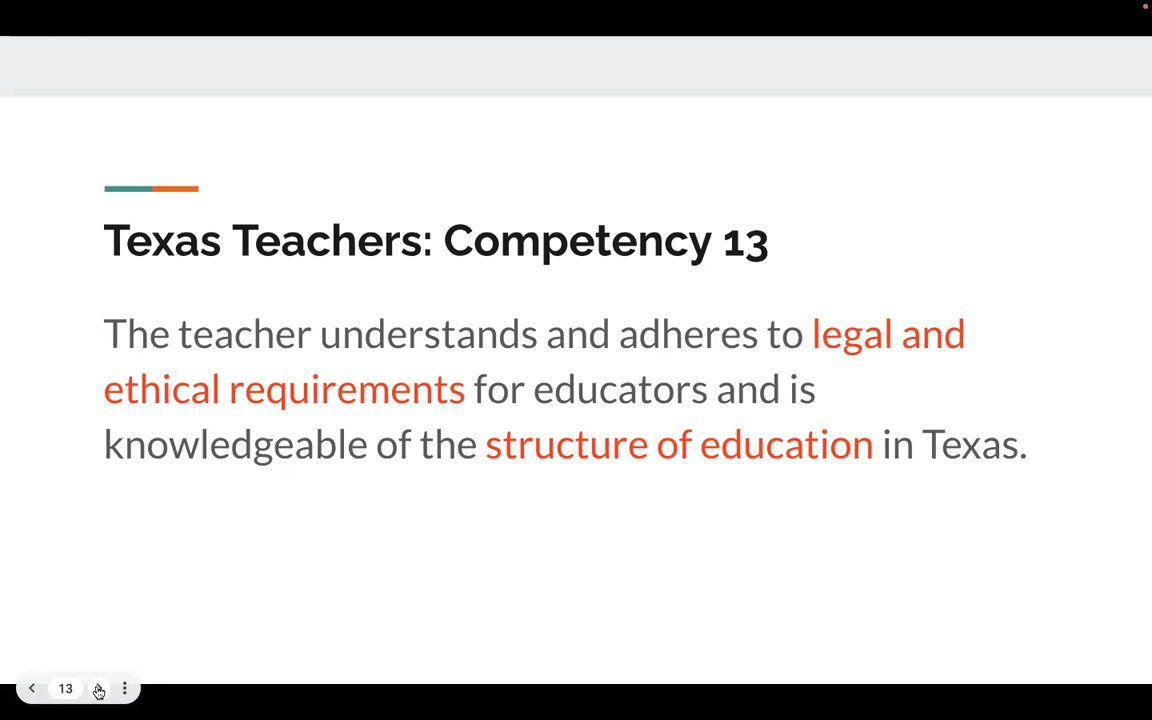 Texas Teachers: Competency 13
The teacher understands and adheres to legal and
ethical requirements for educators and is
knowledgeable of the structure of education in Texas.
13